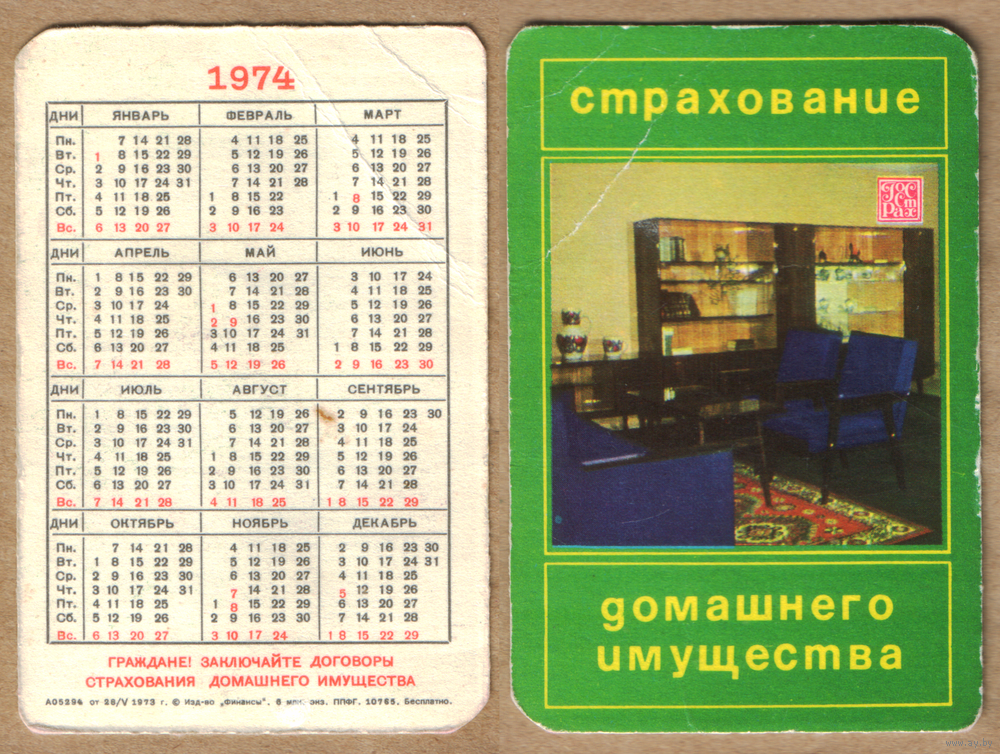 1974
ДНИ ЯНВАРЬ ФЕВРАЛЬ МАРТ
Пн. 7 14 21 28 4 11 18 25 4 11 18 25
Вт. 1 8 15 22 29 5 12 19 26 5 12 19 26
Ср. 2 9 16 23 30 6 13 20 27 6 13 20 27
Чт. 3 10 17 24 31 7 14 21 28 7 14 21 28
Пт. 4 11 18 25 1 8 15 22 1 8 15 22 29
Сб. 5 12 19 26 2 9 16 23 2 9 16 23 30
Вс. 6 13 20 27 3 10 17 24 3 10 17 24 31
ДНИ АПРЕЛЬ МАЙ ИЮНЬ
Пн. 1 8 15 22 29 6 13 20 27 3 10 17 24
Вт. 2 9 16 23 30 7 14 21 28 4 11 18 25
Ср. 3 10 17 24 1 8 15 22 29 5 12 19 26
Чт. 4 11 18 25 2 9 16 23 30 6 13 20 27
Пт. 5 12 19 26 3 10 17 24 31 7 14 21 28
Сб. 6 13 20 27 4 11 18 25 1 8 15 22 29
Вс. 7 14 21 28 5 12 19 26 2 9 16 23 30
ДНИ ИЮЛЬ АВГУСТ СЕНТЯБРЬ
Пн. 1 8 15 22 29 5 12 19 26 2 9 16 23 30
Вт. 2 9 16 23 30 6 13 20 27 3 10 17 24
Ср. 3 10 17 24 31 7 14 21 28 4 11 18 25
Чт. 4 11 18 25 1 8 15 22 29 5 12 19 26
Пт. 5 12 19 26 2 9 16 23 30 6 13 20 27
Сб. 6 13 20 27 3 10 17 24 31 7 14 21 28
Вс. 7 14 21 28 4 11 18 25 1 8 15 22 29
ДНИ ОКТЯБРЬ НОЯБРЬ ДЕКАБРЬ
Пн. 7 14 21 28 4 11 18 25 2 9 16 23 30
Вт. 1 8 15 22 29 5 12 19 26 3 10 17 24 31
Ср. 2 9 16 23 30 6 13 20 27 4 11 18 25
Чт. 3 10 17 24 31 7 14 21 28 5 12 19 26
Пт. 4 11 18 25 1 8 15 22 29 6 13 20 27
Сб. 5 12 19 26 2 9 16 23 30 7 14 21 28
Вс. 6 13 20 27 3 10 17 24 1 8 15 22 29
ГРАЖДАНЕ! ЗАКЛЮЧАЙТЕ ДОГОВОРЫ
СТРАХОВАНИЯ ДОМАШНЕГО ИМУЩЕСТВА
А05294 от 28/V 1973 г. © Изд-во „Финансы". 6 млн. экз. ППФГ. 10765. Бесплатно.
страхование
ГОС
СТ
РАХ
домашнего
имущества
www.ay.by